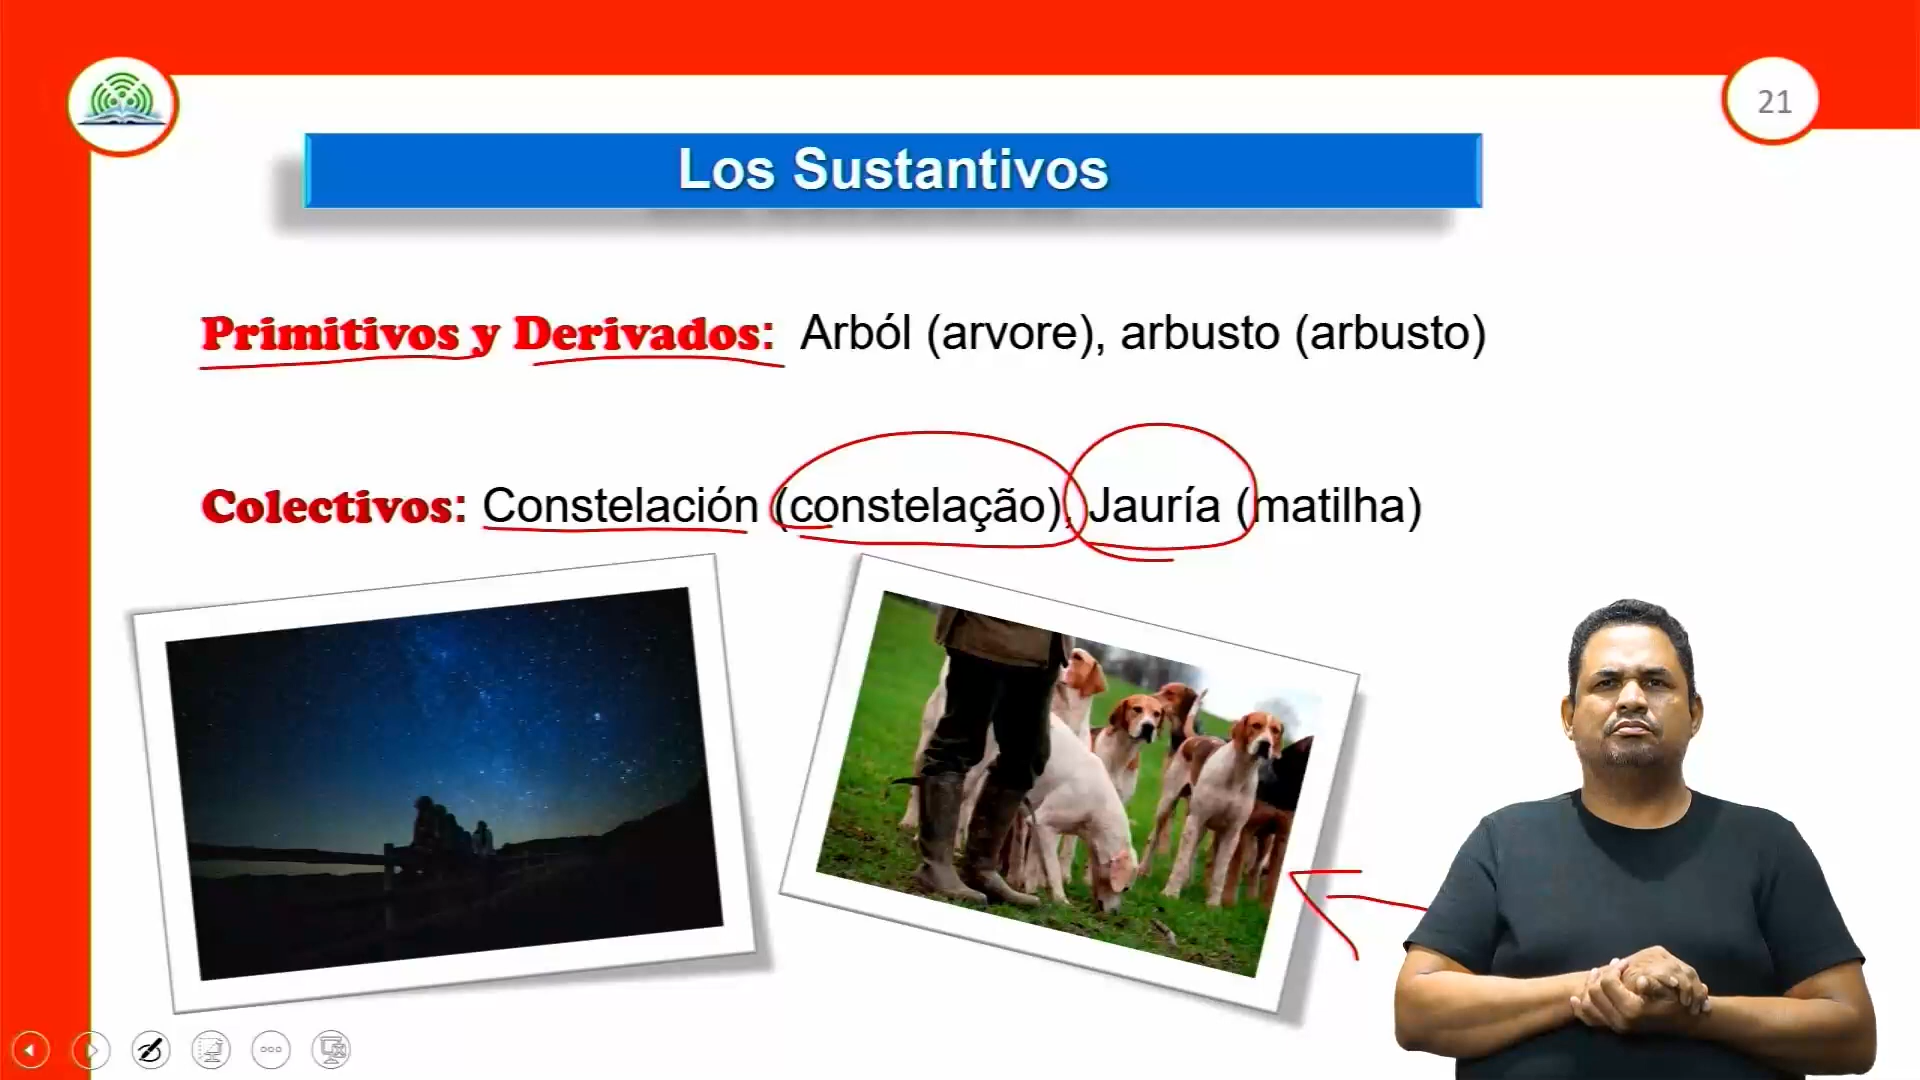 21
Los Sustantivos
Primitivos y Derivados: Arból (arvore), arbusto (arbusto)
Colectivos: Constelación (constelação), Jauría (matilha)